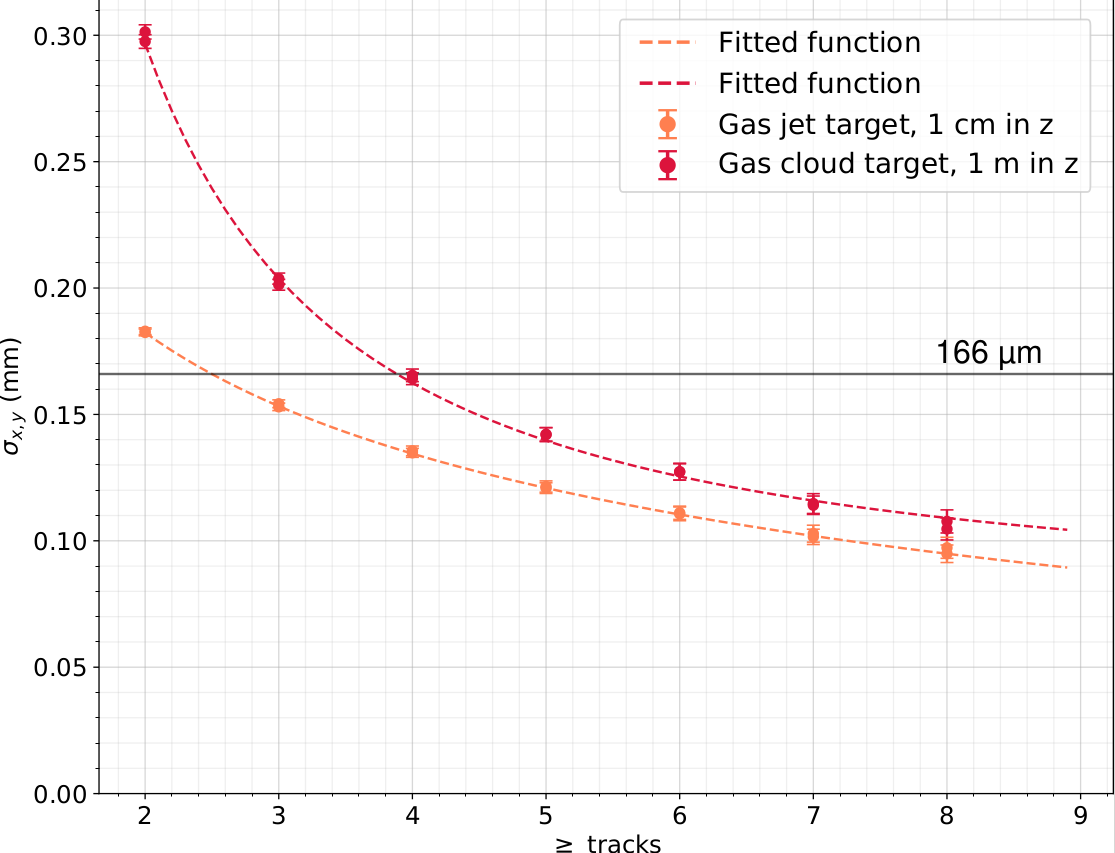 0.30
0.25
0.20
0.15
0.10
0.05
0.00
σx, y (mm)
Fitted function
Fitted function
Gas jet target, 1 cm in z
Gas cloud target, 1 m in z
166 μm
2 3 4 5 6 7 8 9
≥ tracks